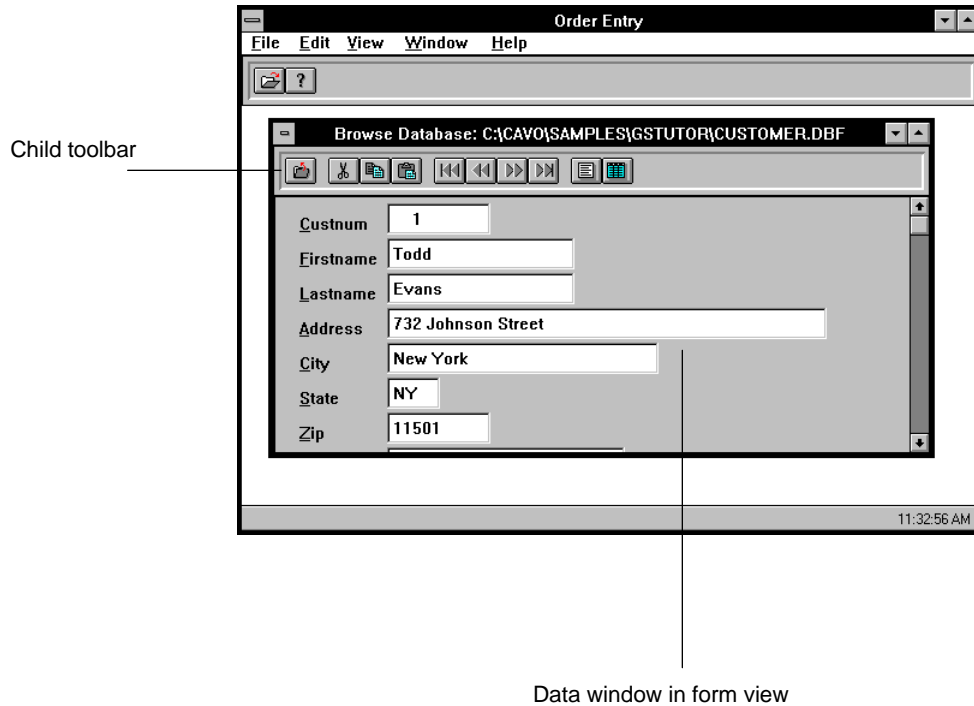 Order Entry
File Edit View Window Help
?
Child toolbar
Browse Database: C:\CAVO\SAMPLES\GSTUTOR\CUSTOMER.DBF
Custnum 1
Firstname Todd
Lastname Evans
Address 732 Johnson Street
City New York
State NY
Zip 11501
11:32:56 AM
Data window in form view